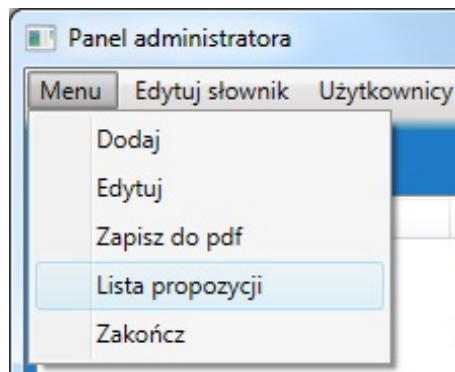 Panel administratora
Menu Edytuj słownik Użytkownicy
Dodaj
Edytuj
Zapisz do pdf
Lista propozycji
Zakończ